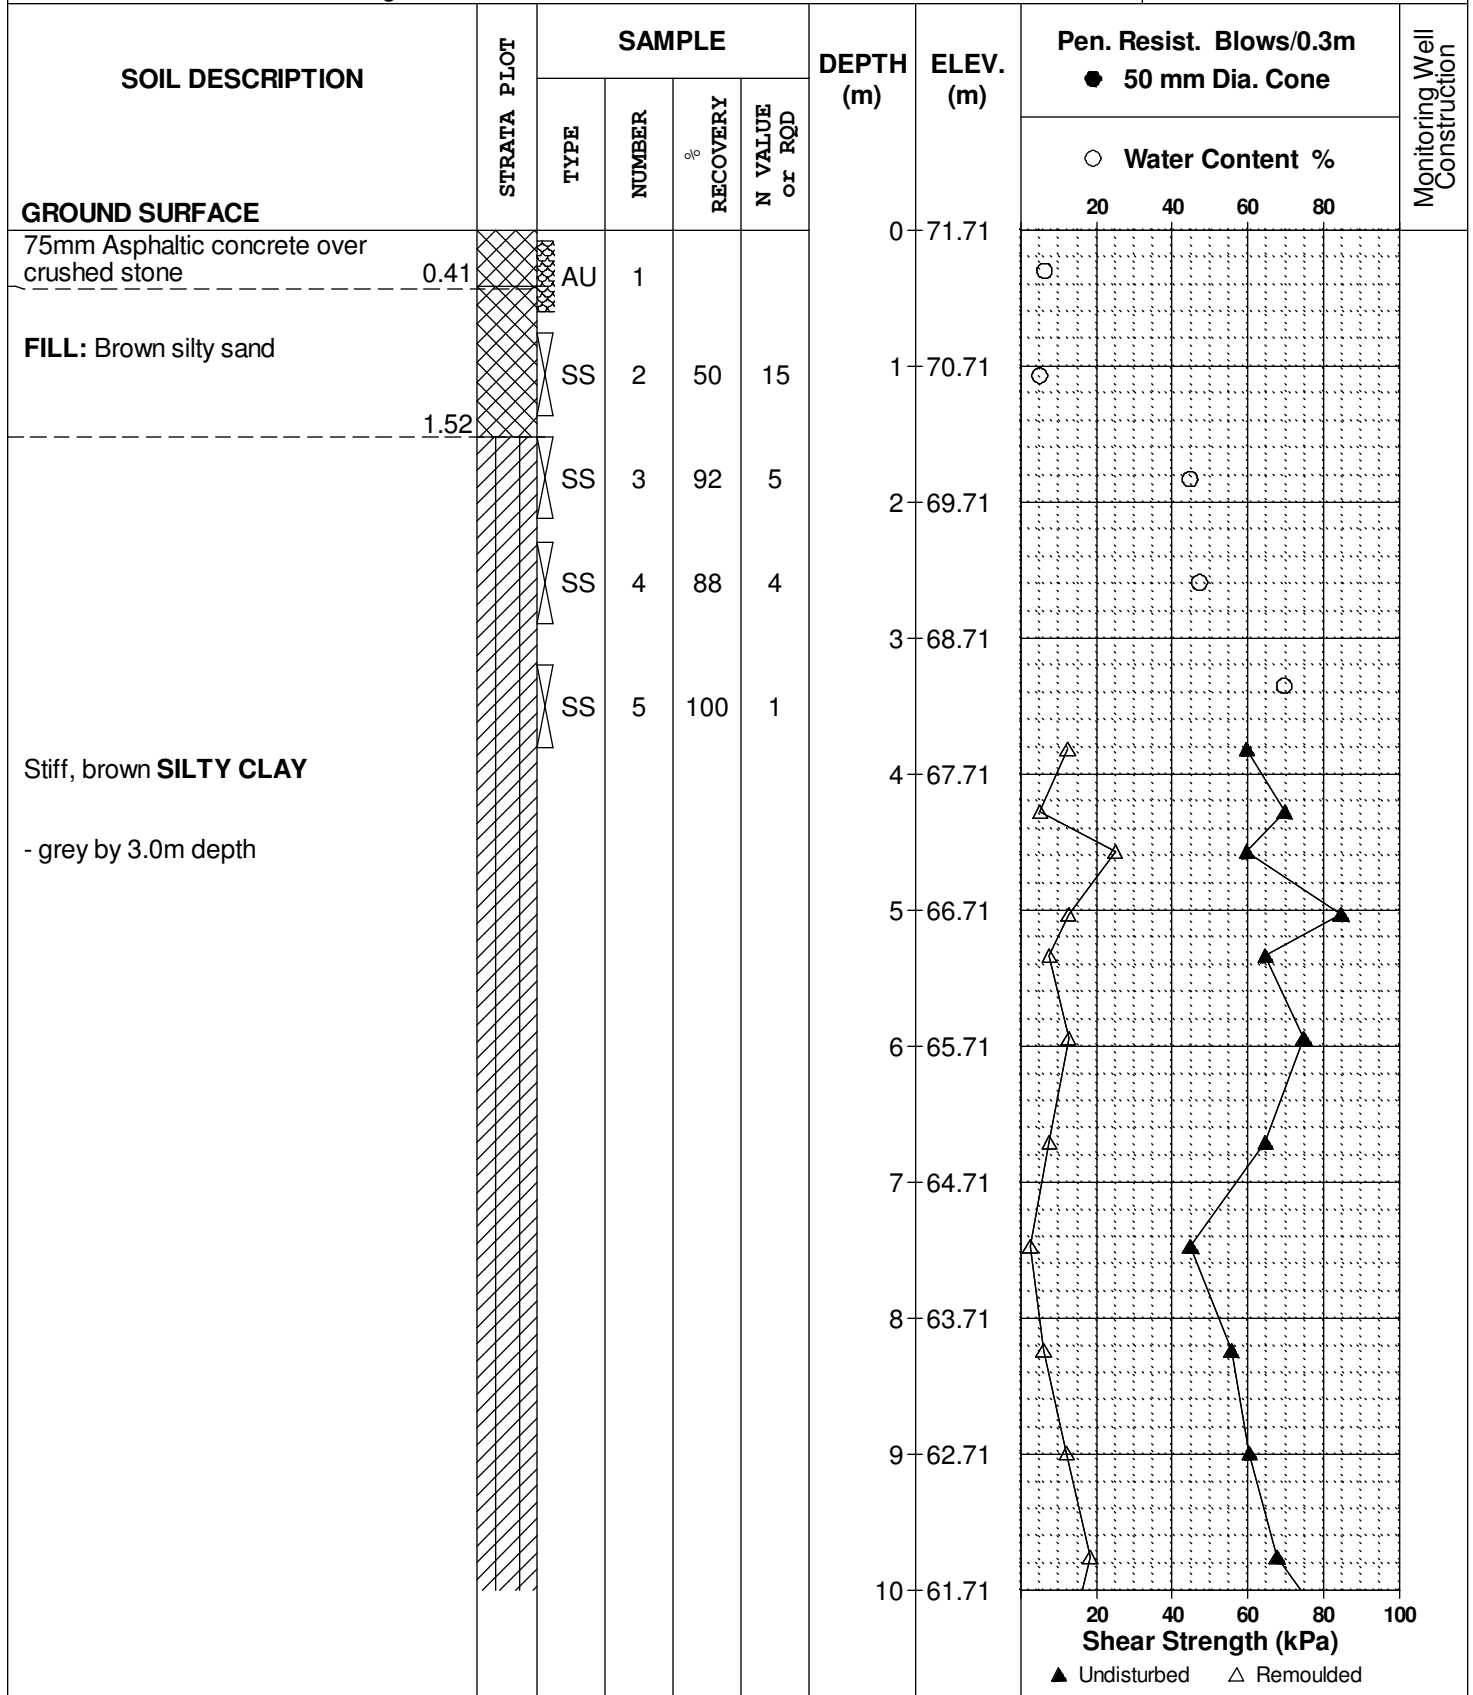 SOIL DESCRIPTION
GROUND SURFACE
STRATA PLOT
SAMPLE
TYPE
NUMBER
%
RECOVERY
N VALUE
or RQD
DEPTH
(m)
ELEV.
(m)
Pen. Resist. Blows/0.3m
● 50 mm Dia. Cone
○ Water Content %
20 40 60 80
Monitoring Well
Construction
75mm Asphaltic concrete over
crushed stone 0.41
AU 1
FILL: Brown silty sand
SS 2 50 15
1.52
SS 3 92 5
SS 4 88 4
SS 5 100 1
Stiff, brown SILTY CLAY
- grey by 3.0m depth
0 71.71
1 70.71
2 69.71
3 68.71
4 67.71
5 66.71
6 65.71
7 64.71
8 63.71
9 62.71
10 61.71
20 40 60 80 100
Shear Strength (kPa)
▲ Undisturbed △ Remoulded